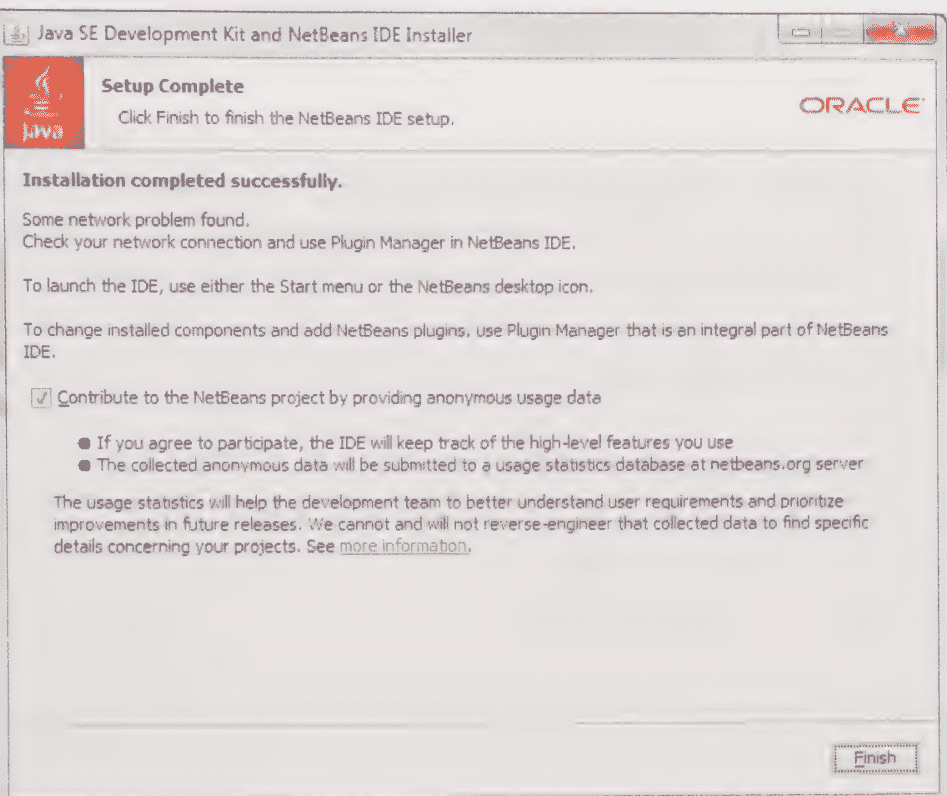 Java SE Development Kit and NetBeans IDE Installer
Java
Setup Complete
Click Finish to finish the NetBeans IDE setup.
ORACLE
Installation completed successfully.
Some network problem found.
Check your network connection and use Plugin Manager in NetBeans IDE.
To launch the IDE, use either the Start menu or the NetBeans desktop icon.
To change installed components and add NetBeans plugins, use Plugin Manager that is an integral part of NetBeans
IDE.
Contribute to the NetBeans project by providing anonymous usage data
● If you agree to participate, the IDE will keep track of the high-level features you use
● The collected anonymous data will be submitted to a usage statistics database at netbeans.org server
The usage statistics will help the development team to better understand user requirements and prioritize
improvements in future releases. We cannot and will not reverse-engineer that collected data to find specific
details concerning your projects. See more information.
Finish